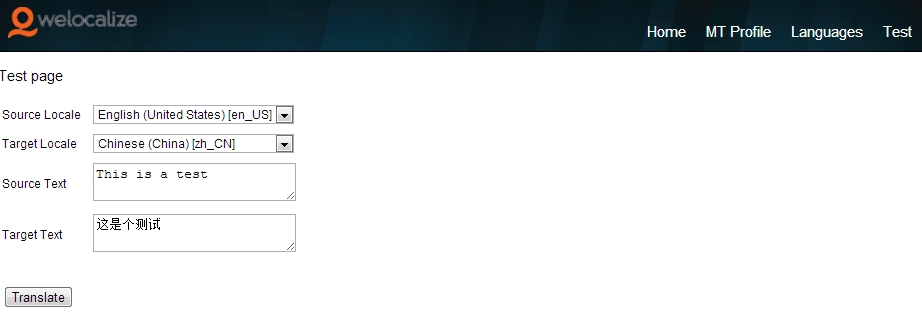 welocalize
Home MT Profile Languages Test
Test page
Source Locale English (United States) [en_US]
Target Locale Chinese (China) [zh_CN]
Source Text This is a test
Target Text 这是个测试
Translate